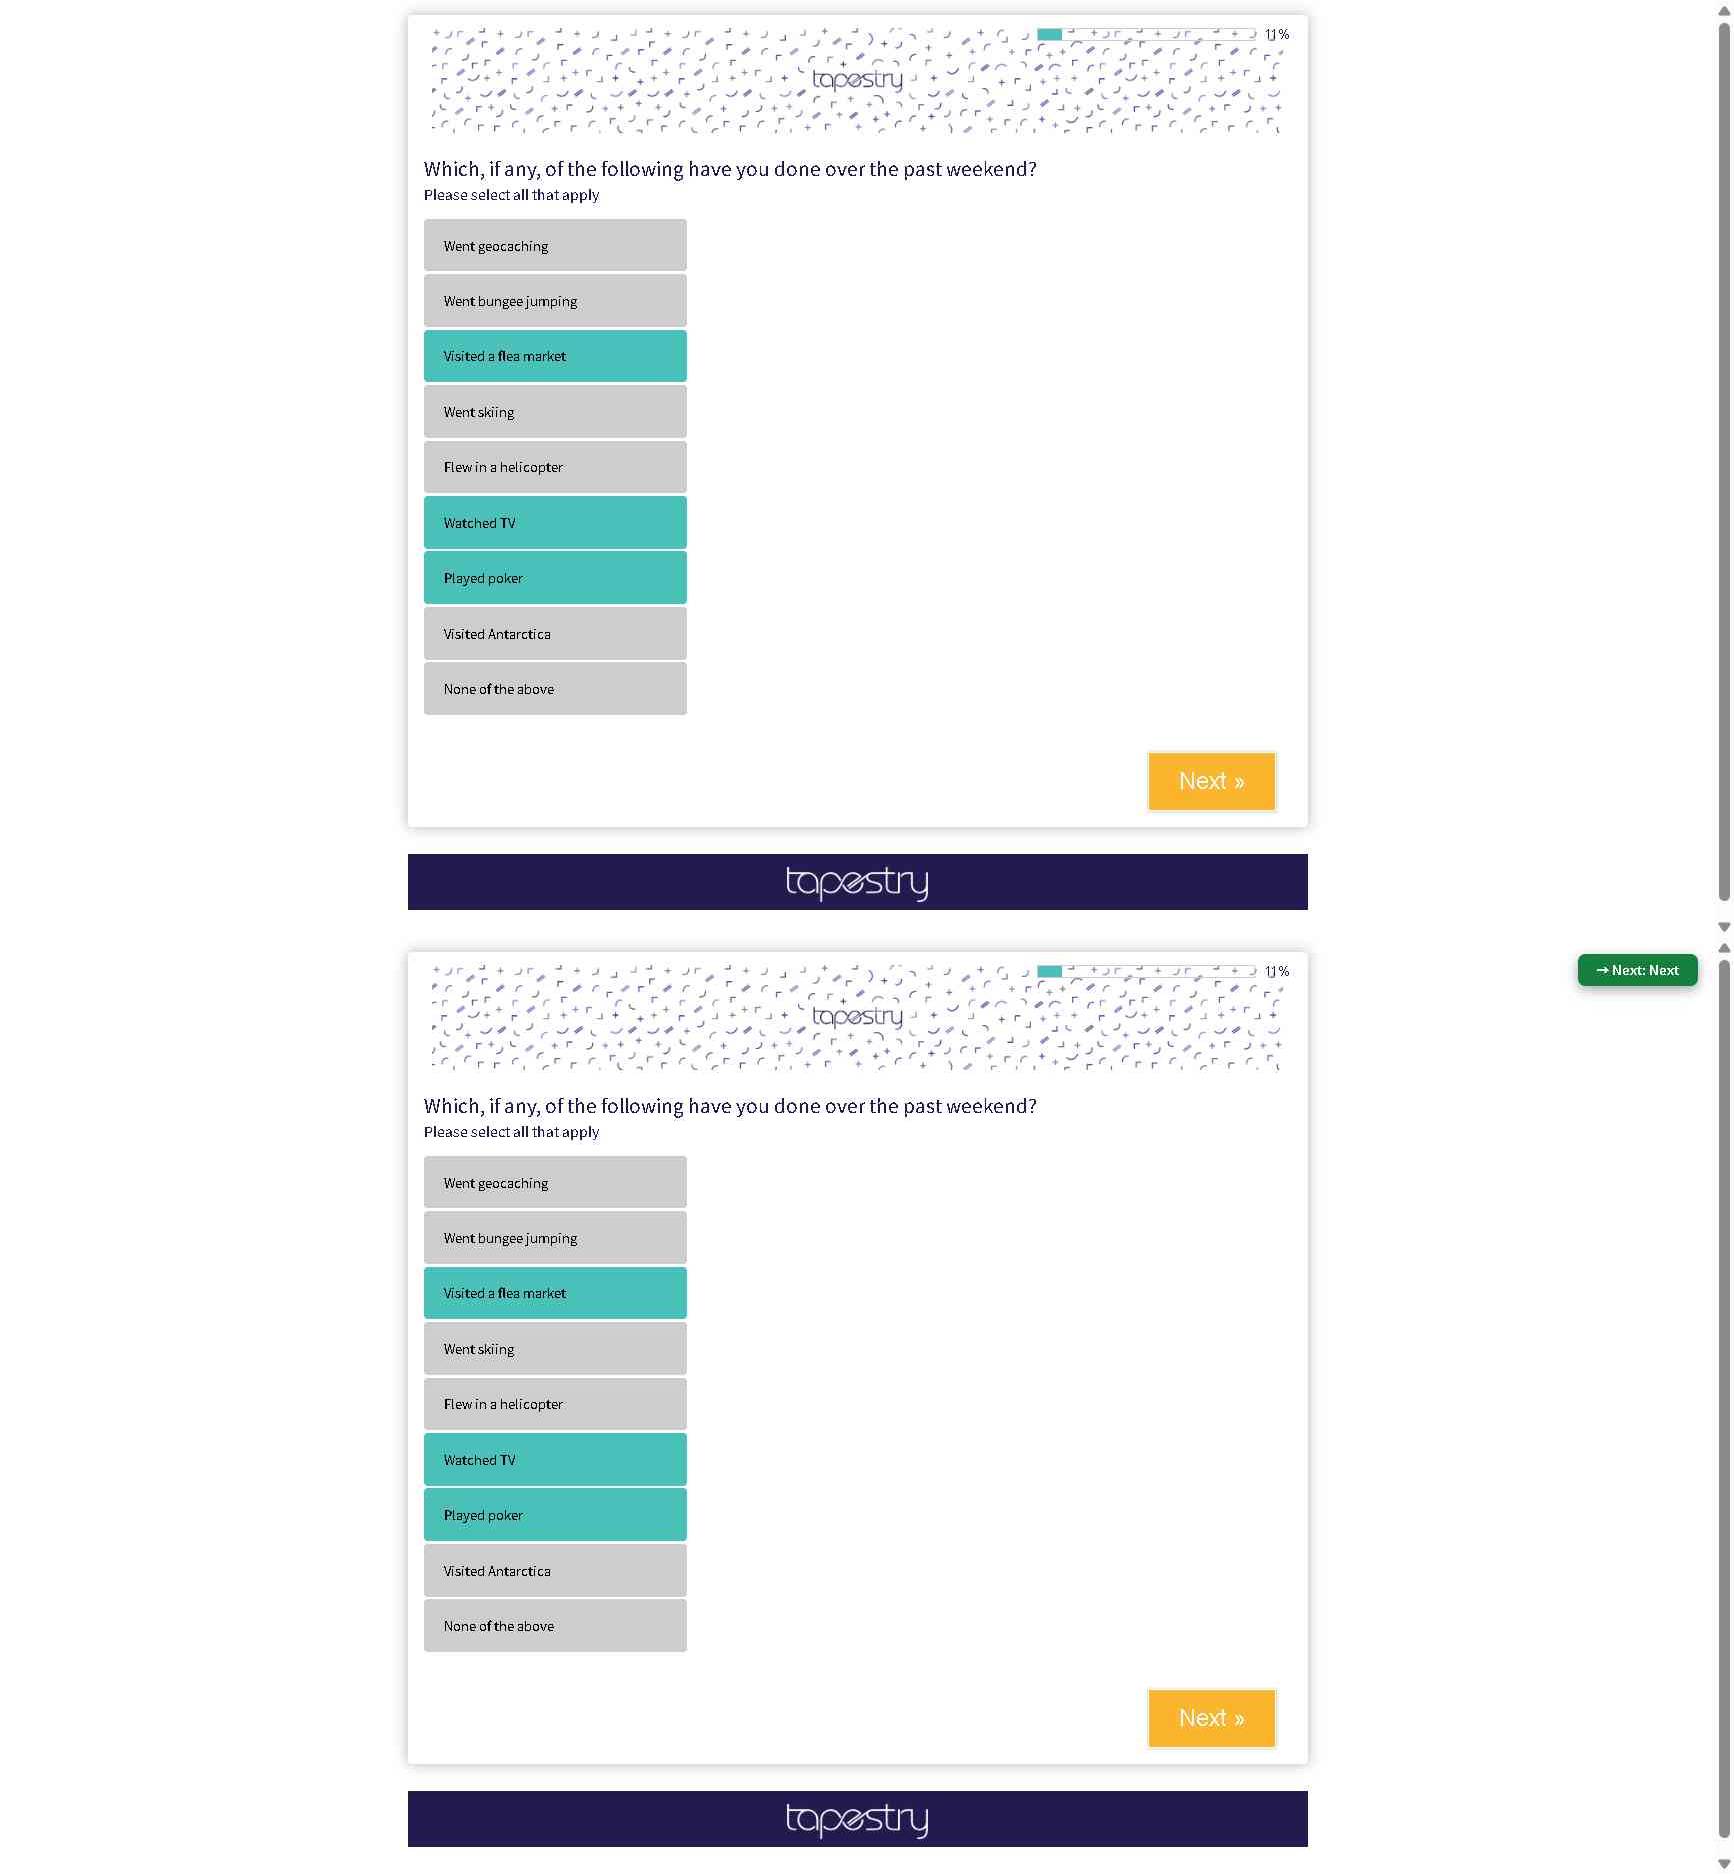 11%
tapestry
Which, if any, of the following have you done over the past weekend?
Please select all that apply
Went geocaching
Went bungee jumping
Visited a flea market
Went skiing
Flew in a helicopter
Watched TV
Played poker
Visited Antarctica
None of the above
Next »
tapestry
→ Next: Next
11%
tapestry
Which, if any, of the following have you done over the past weekend?
Please select all that apply
Went geocaching
Went bungee jumping
Visited a flea market
Went skiing
Flew in a helicopter
Watched TV
Played poker
Visited Antarctica
None of the above
Next »
tapestry